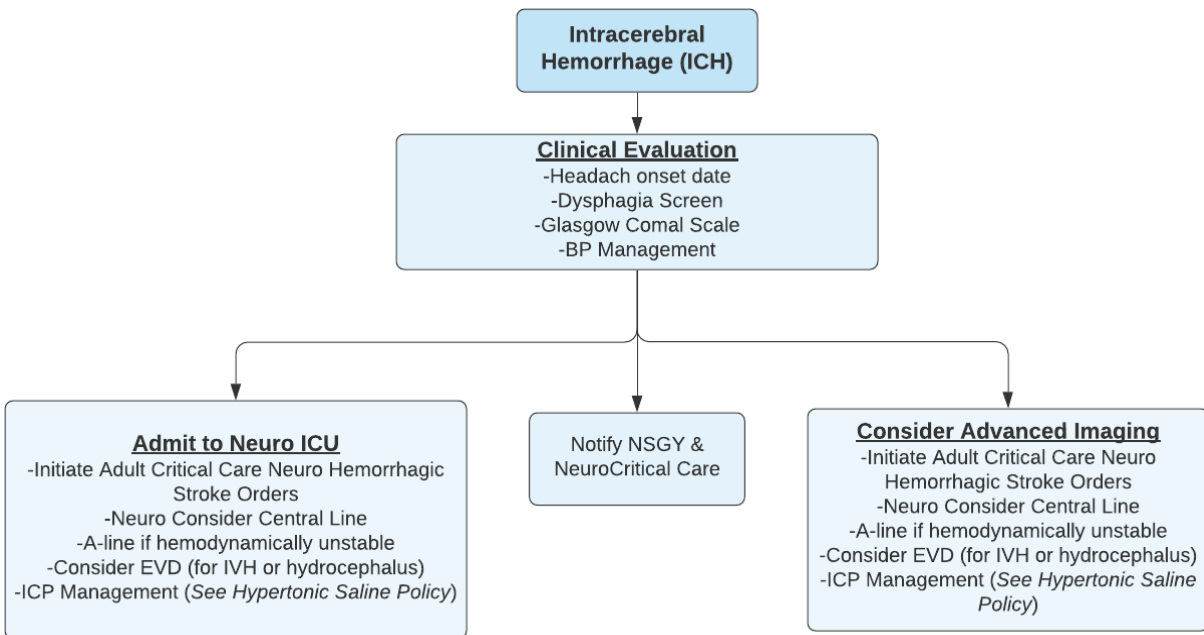 Intracerebral
Hemorrhage (ICH)
Clinical Evaluation
-Headach onset date
-Dysphagia Screen
-Glasgow Comal Scale
-BP Management
Admit to Neuro ICU
-Initiate Adult Critical Care Neuro Hemorrhagic
Stroke Orders
-Neuro Consider Central Line
-A-line if hemodynamically unstable
-Consider EVD (for IVH or hydrocephalus)
-ICP Management (See Hypertonic Saline Policy)
Notify NSGY &
NeuroCritical Care
Consider Advanced Imaging
-Initiate Adult Critical Care Neuro
Hemorrhagic Stroke Orders
-Neuro Consider Central Line
-A-line if hemodynamically unstable
-Consider EVD (for IVH or hydrocephalus)
-ICP Management (See Hypertonic Saline
Policy)